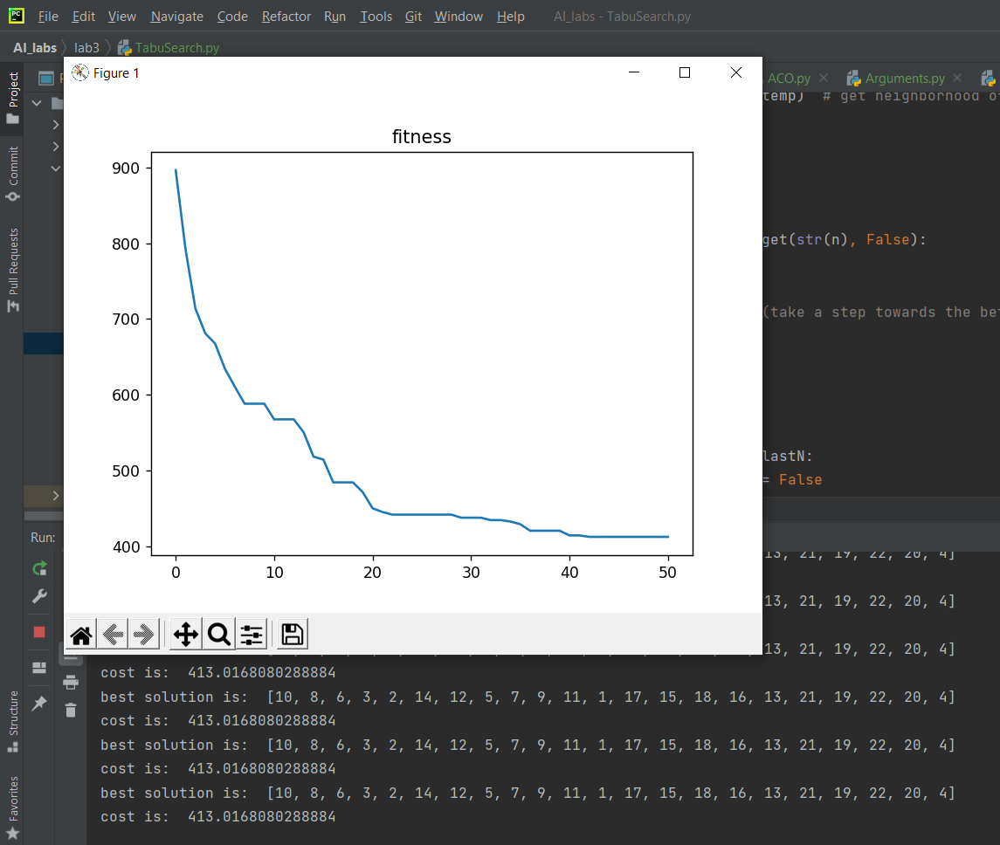 PC File Edit View Navigate Code Refactor Run Tools Git Window Help AI_labs - TabuSearch.py
AI_labs lab3 TabuSearch.py
Figure 1
ACO.py Arguments.py
temp) # get neighborhood o
Project
Commit
Pull Requests
fitness
900
800
700
600
500
400
0 10 20 30 40 50
get(str(n), False):
(take a step towards the be
lastN:
= False
Run:
13, 21, 19, 22, 20, 4]
13, 21, 19, 22, 20, 4]
13, 21, 19, 22, 20, 4]
cost is: 413.0168080288884
best solution is: [10, 8, 6, 3, 2, 14, 12, 5, 7, 9, 11, 1, 17, 15, 18, 16, 13, 21, 19, 22, 20, 4]
cost is: 413.0168080288884
best solution is: [10, 8, 6, 3, 2, 14, 12, 5, 7, 9, 11, 1, 17, 15, 18, 16, 13, 21, 19, 22, 20, 4]
cost is: 413.0168080288884
best solution is: [10, 8, 6, 3, 2, 14, 12, 5, 7, 9, 11, 1, 17, 15, 18, 16, 13, 21, 19, 22, 20, 4]
cost is: 413.0168080288884
Structure
Favorites